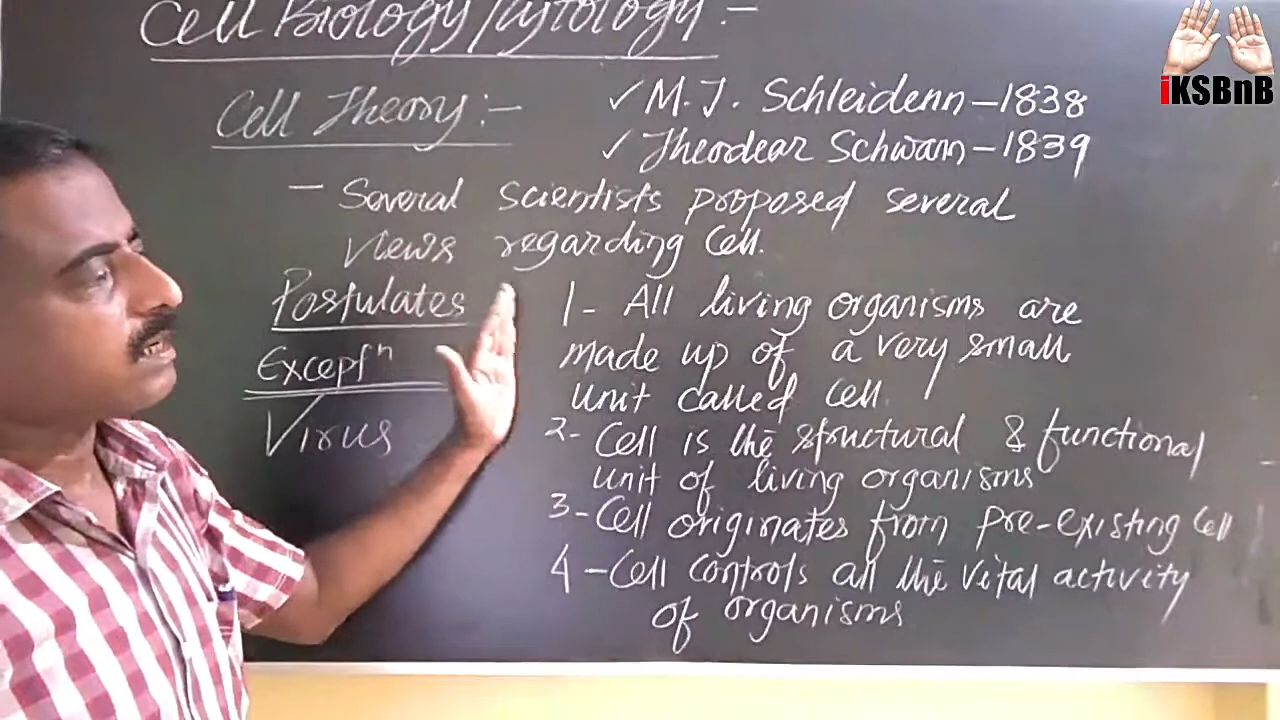 Cell Biology/Cytology:-
iKSBnB
Cell Theory:-
✓ M.J. Schleidenn-1838
✓ Theodear Schwann-1839
- Several scientists proposed several
views regarding Cell.
Postulates
Exceptⁿ
Virus
1- All living organisms are
made up of a very small
unit called cell.
2- Cell is the structural & functional
unit of living organisms
3- Cell originates from pre-existing Cell
4-Cell controls all the vital activity
of organisms